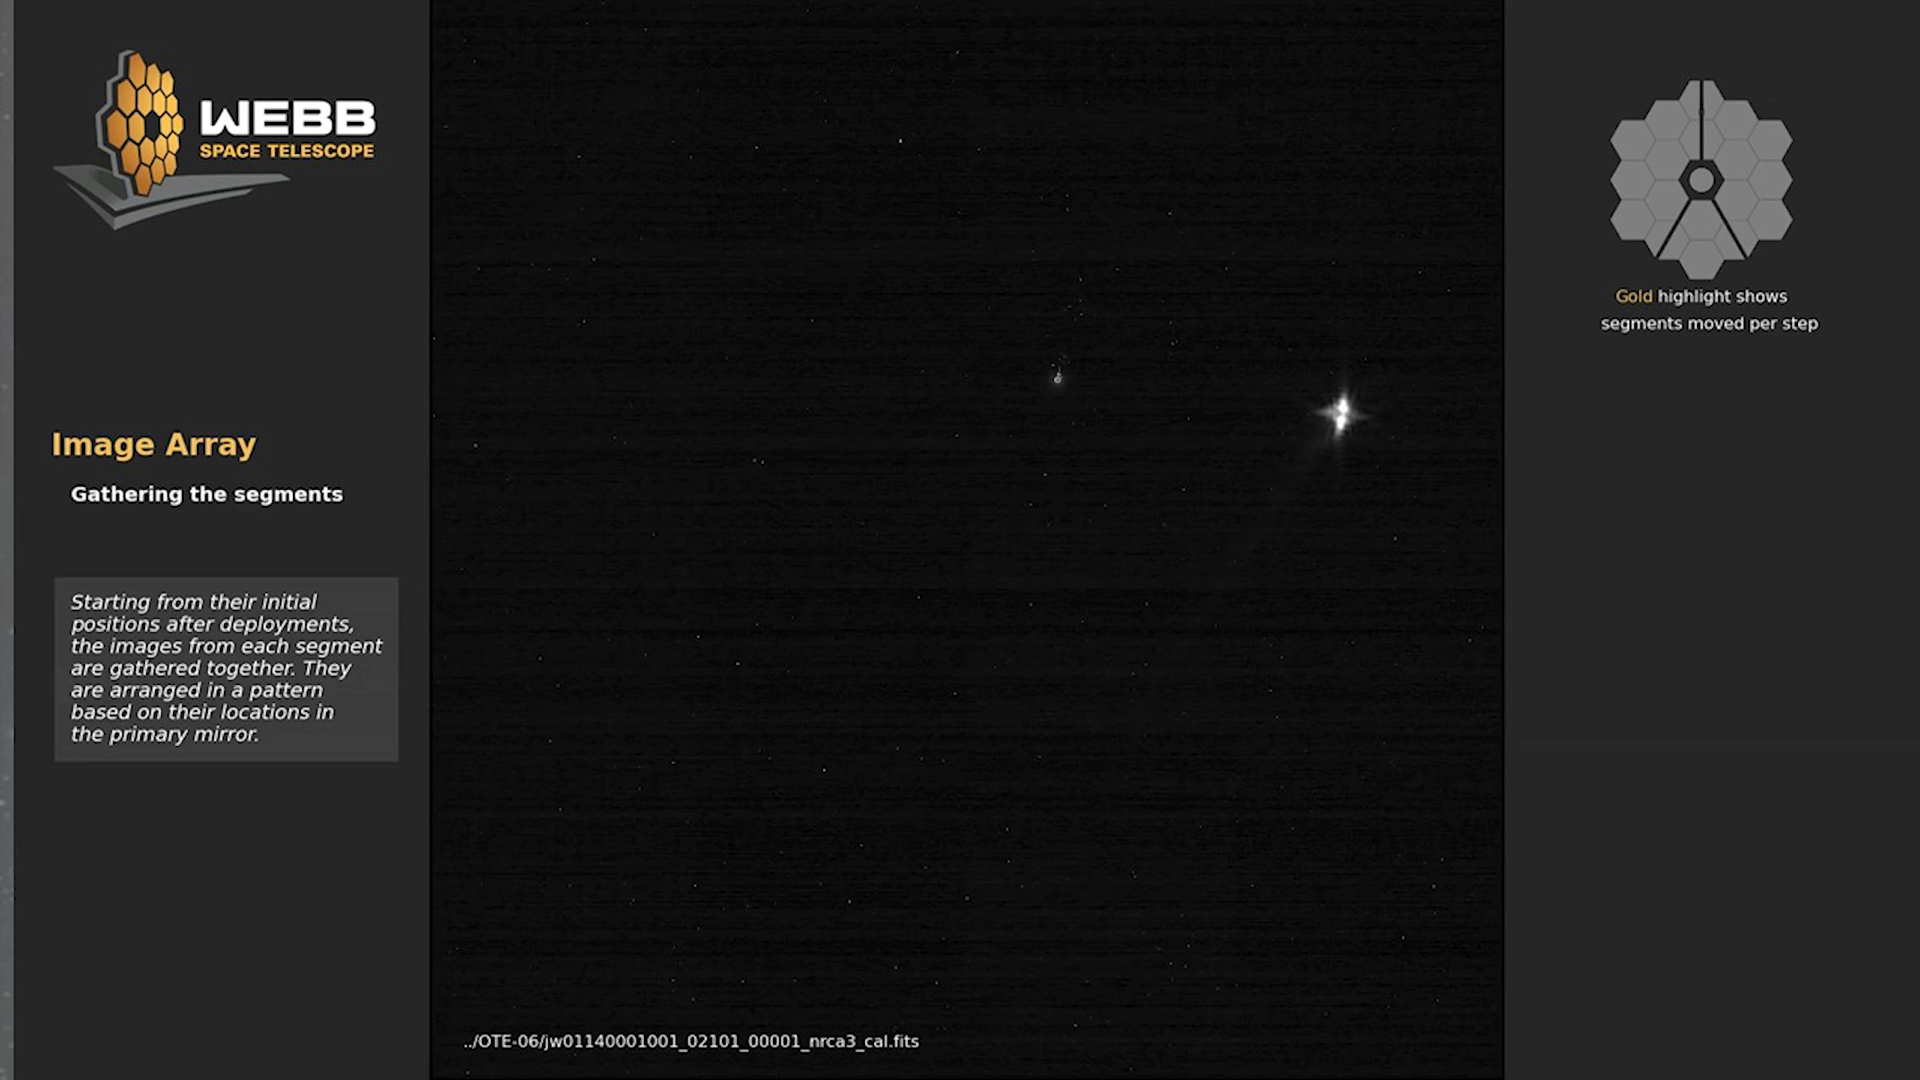 WEBB
SPACE TELESCOPE
Image Array
Gathering the segments
Starting from their initial
positions after deployments,
the images from each segment
are gathered together. They
are arranged in a pattern
based on their locations in
the primary mirror.
../OTE-06/jw01140001001_02101_00001_nrca3_cal.fits
Gold highlight shows
segments moved per step